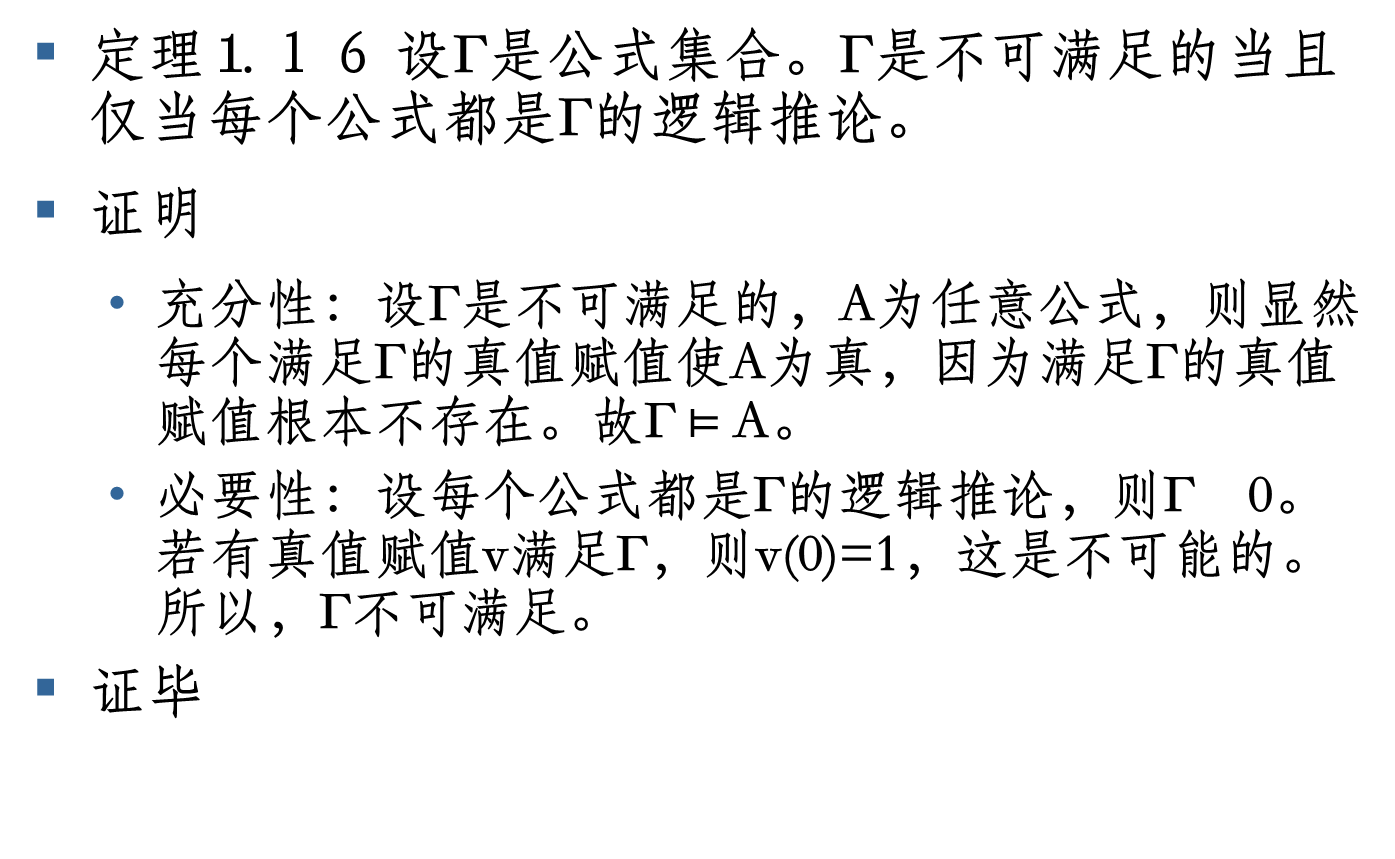 ▪ 定理1.16 设Γ是公式集合。Γ是不可满足的当且
仅当每个公式都是Γ的逻辑推论。
▪ 证明
• 充分性：设Γ是不可满足的，A为任意公式，则显然
每个满足Γ的真值赋值使A为真，因为满足Γ的真值
赋值根本不存在。故Γ⊨A。
• 必要性：设每个公式都是Γ的逻辑推论，则Γ 0。
若有真值赋值v满足Γ，则v(0)=1，这是不可能的。
所以，Γ不可满足。
▪ 证毕